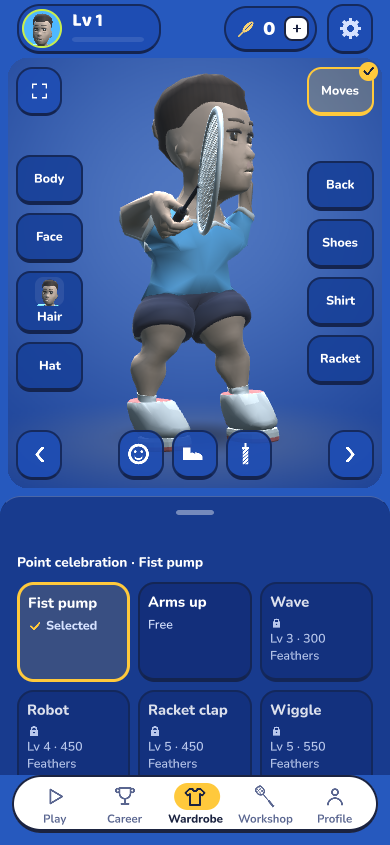 Lv 1
0
+
Moves
Body
Face
Hair
Hat
Back
Shoes
Shirt
Racket
Point celebration · Fist pump
Fist pump
Selected
Arms up
Free
Wave
Lv 3 · 300
Feathers
Robot
Lv 4 · 450
Feathers
Racket clap
Lv 5 · 450
Feathers
Wiggle
Lv 5 · 550
Feathers
Play
Career
Wardrobe
Workshop
Profile